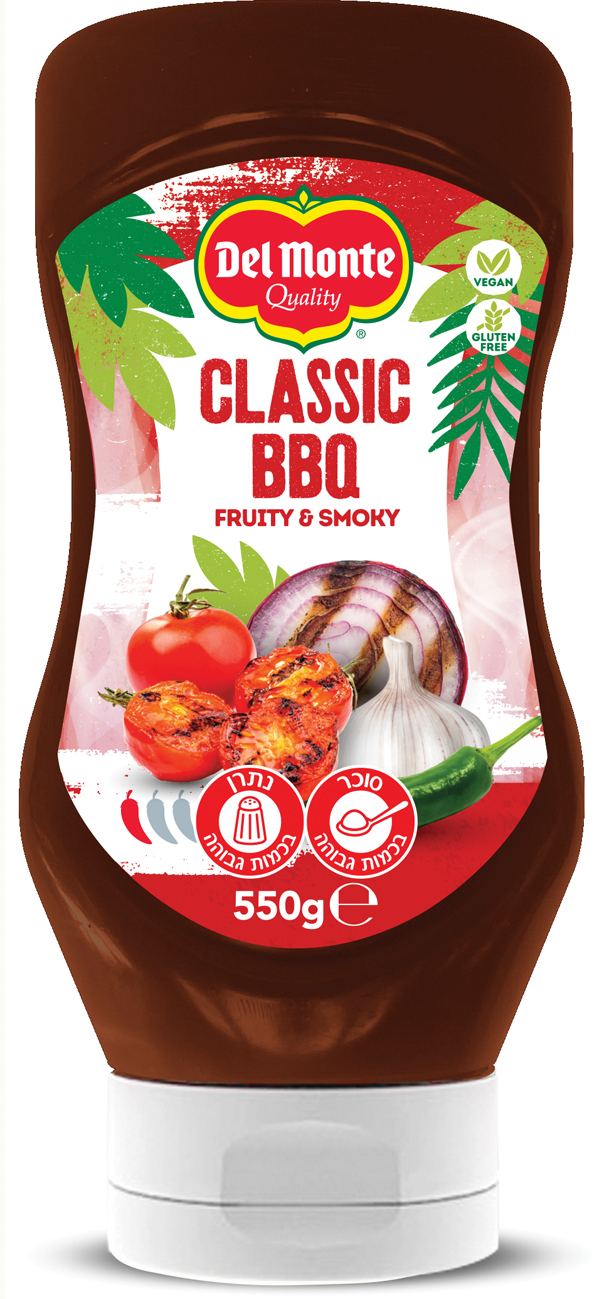 Del Monte
Quality
®
VEGAN
GLUTEN
FREE
CLASSIC
BBQ
FRUITY & SMOKY
נתרן
בכמות גבוהה
סוכר
בכמות גבוהה
550g ℮